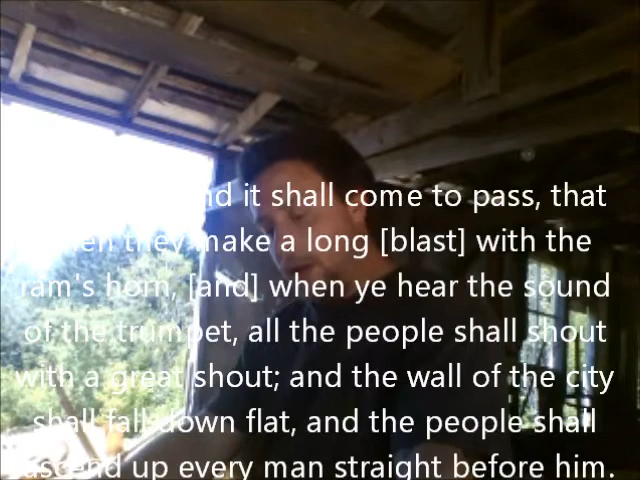 nd it shall come to pass, that
when they make a long [blast] with the
ram's horn, [and] when ye hear the sound
of the trumpet, all the people shall shout
with a great shout; and the wall of the city
shall fall down flat, and the people shall
ascend up every man straight before him.